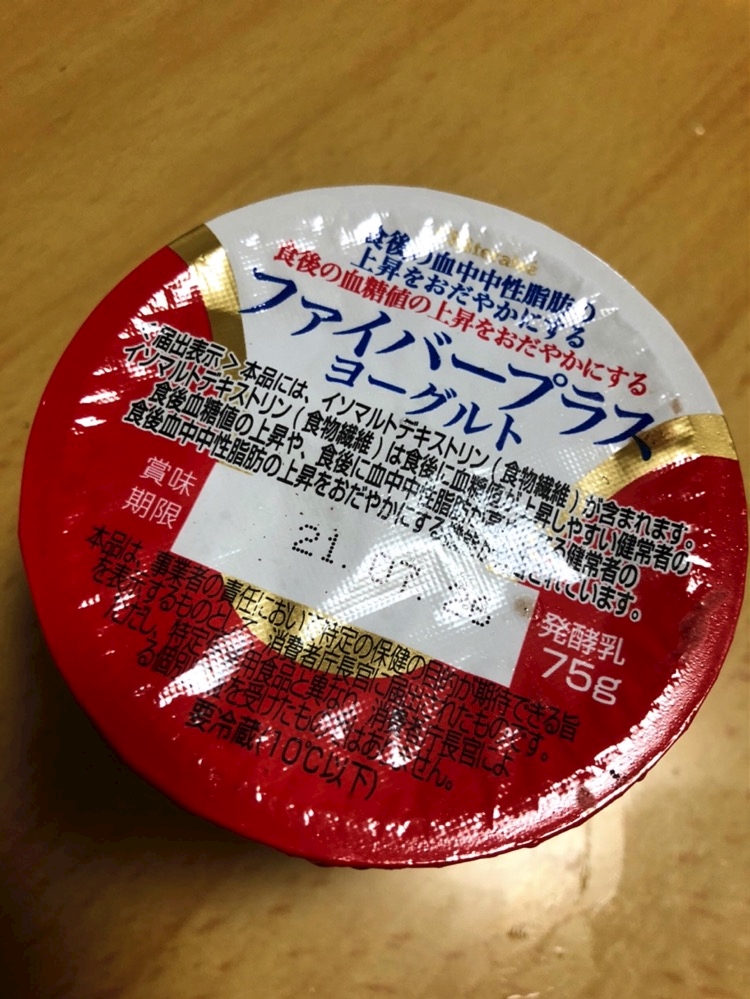 食後の血中中性脂肪の
上昇をおだやかにする
食後の血糖値の上昇をおだやかにする
ファイバープラス
ヨーグルト
<届出表示>本品には、イソマルトデキストリン(食物繊維)が含まれます。
イソマルトデキストリン(食物繊維)は食後に血糖値が上昇しやすい健常者の
食後血糖値の上昇や、食後に血中中性脂肪が 健常者の
食後血中中性脂肪の上昇をおだやかにする されています。
賞味
期限
21. 07. 26
発酵乳
75g
本品は、事業者の責任において特定の保健の目的が期待できる旨
を表示するものとして、消費者庁長官に届出されたものです。
ただし、特定保健用食品と異なり、消費者庁長官によ
る個別 を受けたものではありません。
要冷蔵(10℃以下)